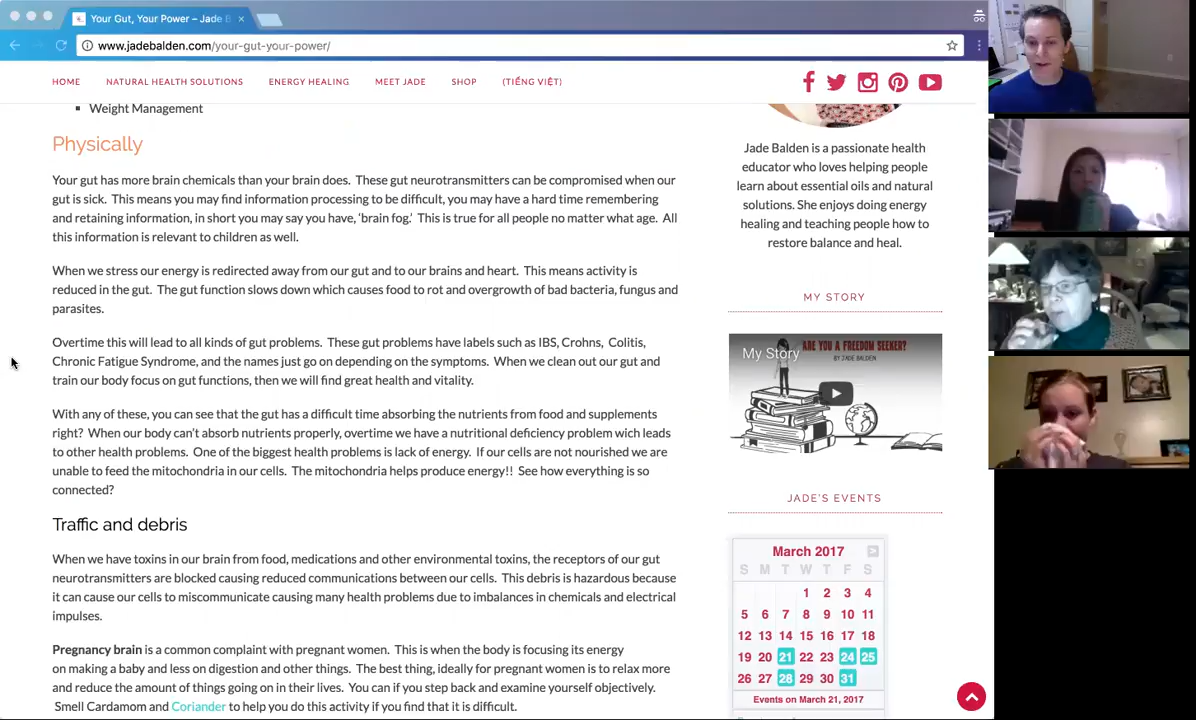 Your Gut, Your Power – Jade B
www.jadebalden.com/your-gut-your-power/
HOME NATURAL HEALTH SOLUTIONS ENERGY HEALING MEET JADE SHOP (TIẾNG VIỆT)
Weight Management
Physically
Your gut has more brain chemicals than your brain does. These gut neurotransmitters can be compromised when our
gut is sick. This means you may find information processing to be difficult, you may have a hard time remembering
and retaining information, in short you may say you have, ‘brain fog.’ This is true for all people no matter what age. All
this information is relevant to children as well.
When we stress our energy is redirected away from our gut and to our brains and heart. This means activity is
reduced in the gut. The gut function slows down which causes food to rot and overgrowth of bad bacteria, fungus and
parasites.
Overtime this will lead to all kinds of gut problems. These gut problems have labels such as IBS, Crohns, Colitis,
Chronic Fatigue Syndrome, and the names just go on depending on the symptoms. When we clean out our gut and
train our body focus on gut functions, then we will find great health and vitality.
With any of these, you can see that the gut has a difficult time absorbing the nutrients from food and supplements
right? When our body can’t absorb nutrients properly, overtime we have a nutritional deficiency problem wich leads
to other health problems. One of the biggest health problems is lack of energy. If our cells are not nourished we are
unable to feed the mitochondria in our cells. The mitochondria helps produce energy!! See how everything is so
connected?
Traffic and debris
When we have toxins in our brain from food, medications and other environmental toxins, the receptors of our gut
neurotransmitters are blocked causing reduced communications between our cells. This debris is hazardous because
it can cause our cells to miscommunicate causing many health problems due to imbalances in chemicals and electrical
impulses.
Pregnancy brain is a common complaint with pregnant women. This is when the body is focusing its energy
on making a baby and less on digestion and other things. The best thing, ideally for pregnant women is to relax more
and reduce the amount of things going on in their lives. You can if you step back and examine yourself objectively.
Smell Cardamom and Coriander to help you do this activity if you find that it is difficult.
Jade Balden is a passionate health
educator who loves helping people
learn about essential oils and natural
solutions. She enjoys doing energy
healing and teaching people how to
restore balance and heal.
MY STORY
My Story
ARE YOU A FREEDOM SEEKER?
BY JADE BALDEN
JADE'S EVENTS
March 2017 >
S M T W T F S
1 2 3 4
5 6 7 8 9 10 11
12 13 14 15 16 17 18
19 20 21 22 23 24 25
26 27 28 29 30 31
Events on March 21, 2017